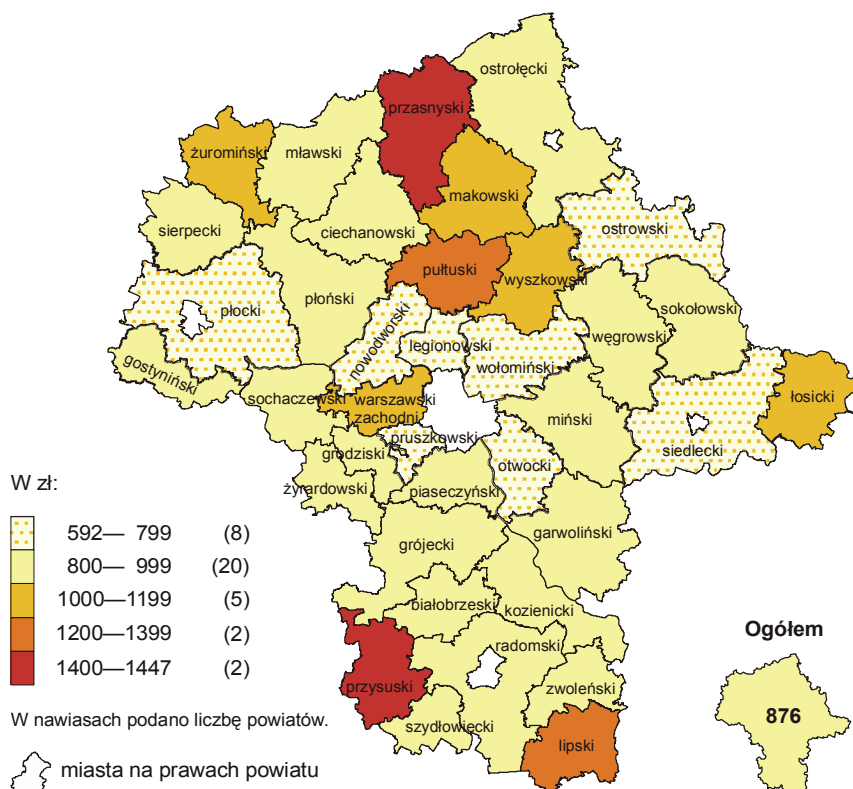 ostrołęcki
przasnyski
żuromiński
mławski
makowski
sierpecki
ciechanowski
ostrowski
pułtuski
wyszkowski
płocki
płoński
sokołowski
nowodworski
legionowski
węgrowski
wołomiński
gostyniński
sochaczewski
warszawski
zachodni
miński
łosicki
pruszkowski
siedlecki
grodziski
otwocki
żyrardowski
piaseczyński
garwoliński
grójecki
białobrzeski
kozienicki
radomski
przysuski
zwoleński
szydłowiecki
lipski
W zł:
592— 799 (8)
800— 999 (20)
1000—1199 (5)
1200—1399 (2)
1400—1447 (2)
W nawiasach podano liczbę powiatów.
miasta na prawach powiatu
Ogółem
876